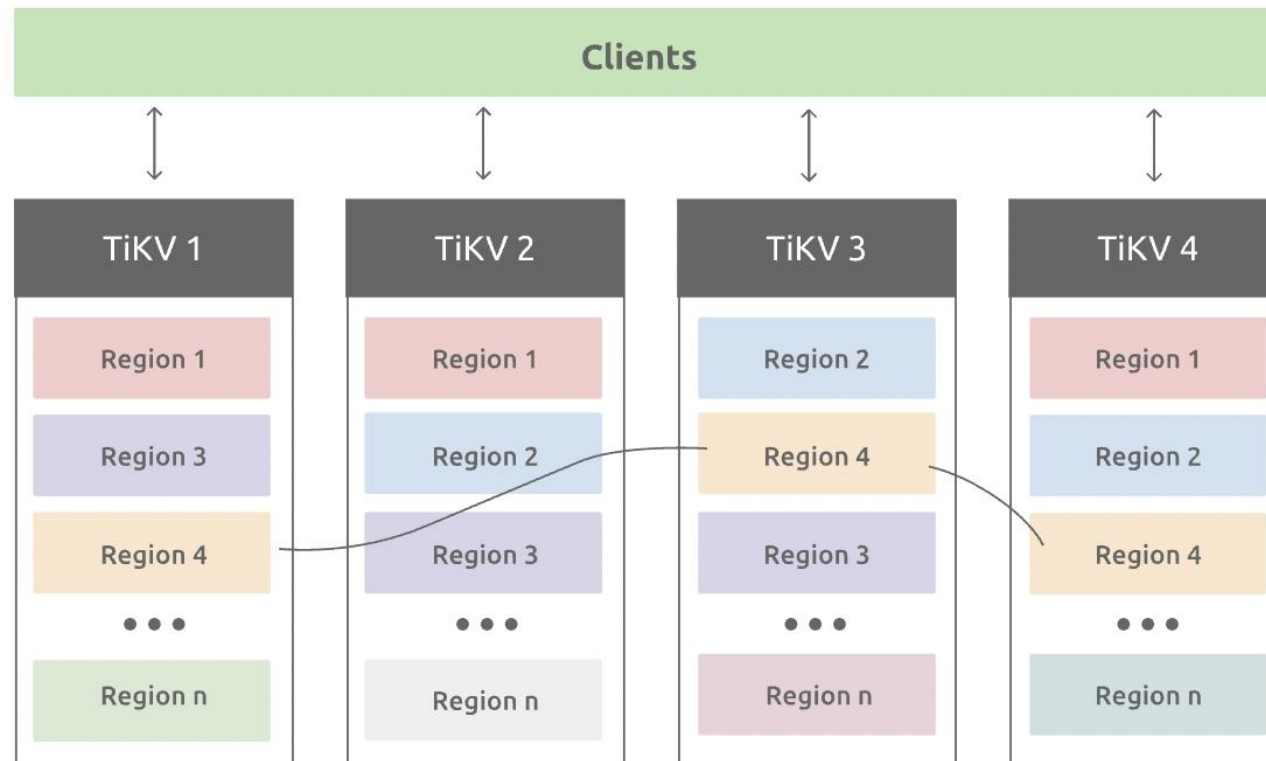 Clients
TiKV 1
Region 1
Region 3
Region 4
•••
Region n
TiKV 2
Region 1
Region 2
Region 3
•••
Region n
TiKV 3
Region 2
Region 4
Region 3
•••
Region n
TiKV 4
Region 1
Region 2
Region 4
•••
Region n